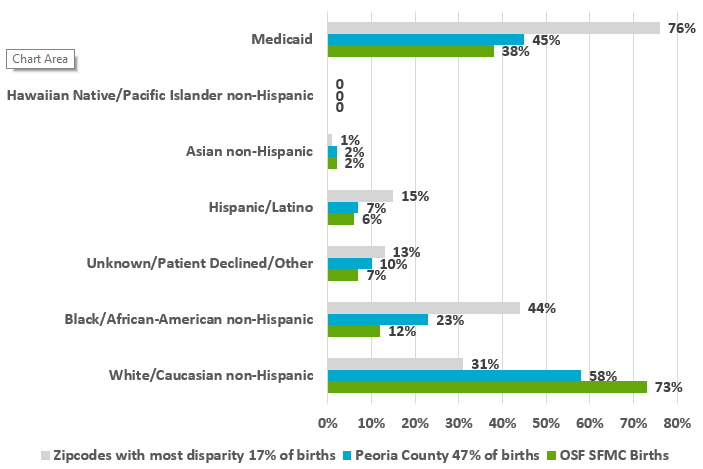 Medicaid
76%
45%
38%
Chart Area
Hawaiian Native/Pacific Islander non-Hispanic
0
0
0
Asian non-Hispanic
1%
2%
2%
Hispanic/Latino
15%
7%
6%
Unknown/Patient Declined/Other
13%
10%
7%
Black/African-American non-Hispanic
44%
23%
12%
White/Caucasian non-Hispanic
31%
58%
73%
0% 10% 20% 30% 40% 50% 60% 70% 80%
Zipcodes with most disparity 17% of births Peoria County 47% of births OSF SFMC Births